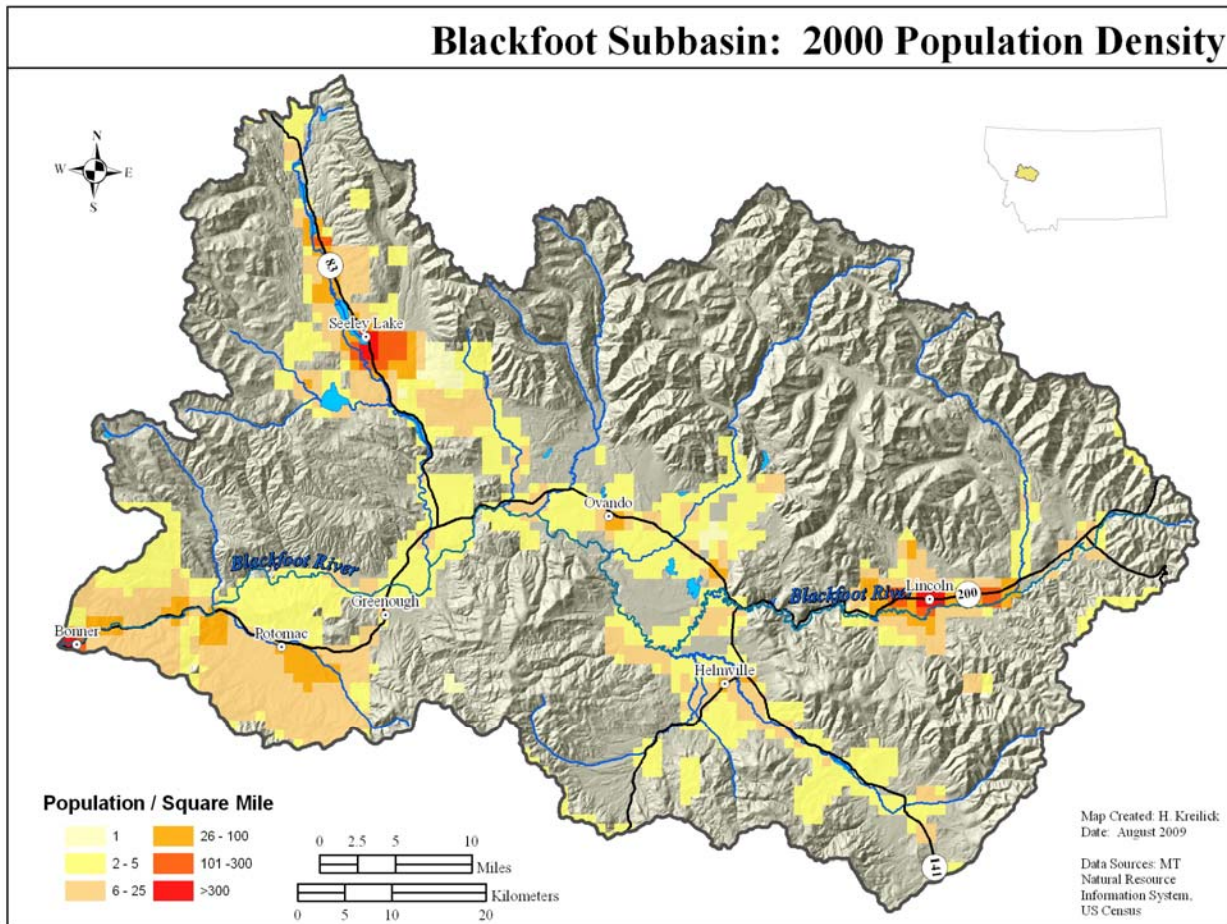 Blackfoot Subbasin: 2000 Population Density
N
W E
S
83
Seeley Lake
Ovando
Blackfoot River
Blackfoot River
Lincoln
200
Greenough
Bonner
Potomac
Helmville
141
Population / Square Mile
1
2 - 5
6 - 25
26 - 100
101 -300
>300
0 2.5 5 10
Miles
Kilometers
0 5 10 20
Map Created: H. Kreilick
Date: August 2009
Data Sources: MT
Natural Resource
Information System,
US Census